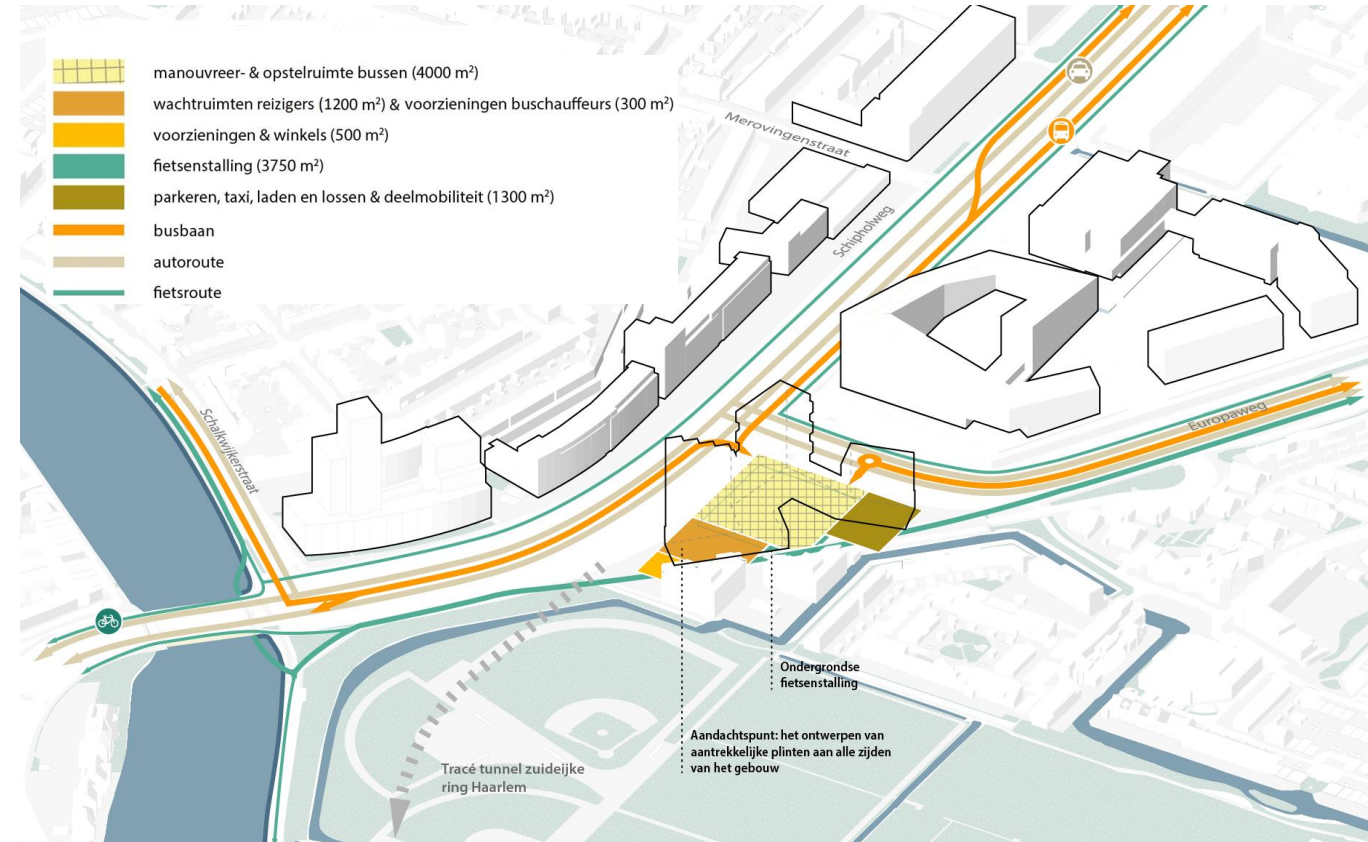 manouvreer- & opstelruimte bussen (4000 m²)
wachtruimten reizigers (1200 m²) & voorzieningen buschauffeurs (300 m²)
voorzieningen & winkels (500 m²)
fietsenstalling (3750 m²)
parkeren, taxi, laden en lossen & deelmobiliteit (1300 m²)
busbaan
autoroute
fietsroute
Merovingenstraat
Schipholweg
Schalkwijkerstraat
Europaweg
Ondergrondse
fietsenstalling
Aandachtspunt: het ontwerpen van
aantrekkelijke plinten aan alle zijden
van het gebouw
Tracé tunnel zuideijke
ring Haarlem